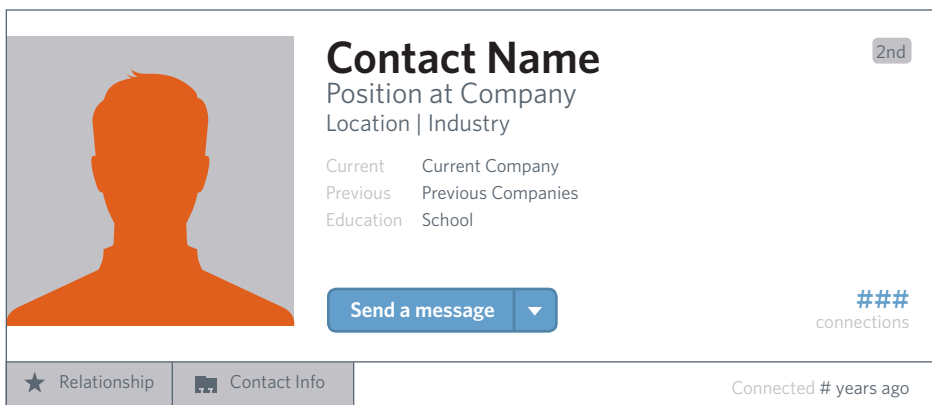 Contact Name
2nd
Position at Company
Location | Industry
Current Current Company
Previous Previous Companies
Education School
Send a message
###
connections
Relationship
Contact Info
Connected # years ago